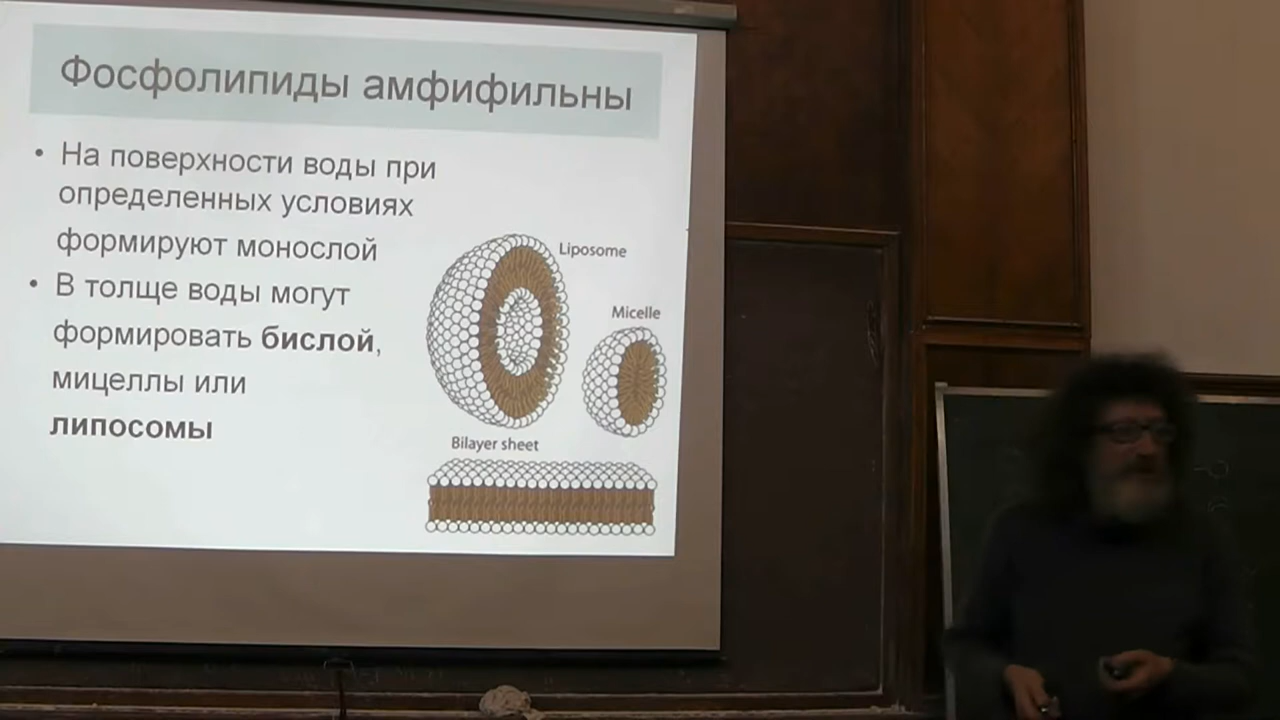 Фосфолипиды амфифильны
• На поверхности воды при
определенных условиях
формируют монослой
• В толще воды могут
формировать бислой,
мицеллы или
липосомы
Liposome
Micelle
Bilayer sheet